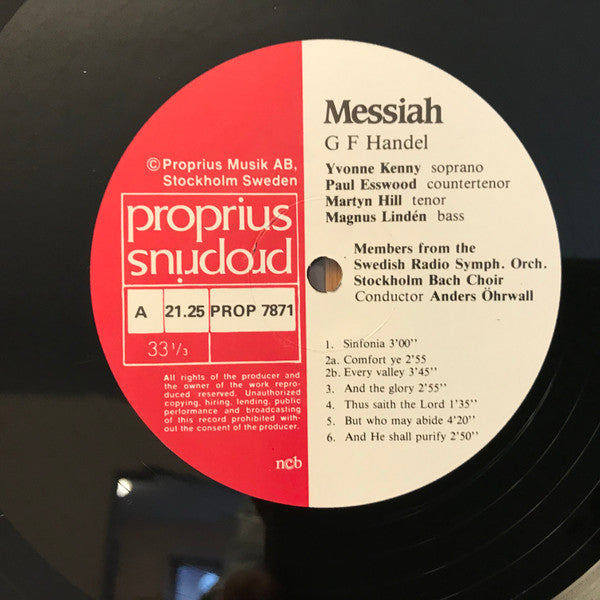 ©Proprius Musik AB,
Stockholm Sweden
proprius
proprius
A 21.25 PROP 7871
33 1/3
All rights of the producer and
the owner of the work repro-
duced reserved. Unauthorized
copying, hiring, lending, public
performance and broadcasting
of this record prohibited with-
out the consent of the producer.
ncb
Messiah
G F Handel
Yvonne Kenny soprano
Paul Esswood countertenor
Martyn Hill tenor
Magnus Lindén bass
Members from the
Swedish Radio Symph. Orch.
Stockholm Bach Choir
Conductor Anders Öhrwall
1. Sinfonia 3'00''
2a. Comfort ye 2'55
2b. Every valley 3'45''
3. And the glory 2'55''
4. Thus saith the Lord 1'35''
5. But who may abide 4'20''
6. And He shall purify 2'50''